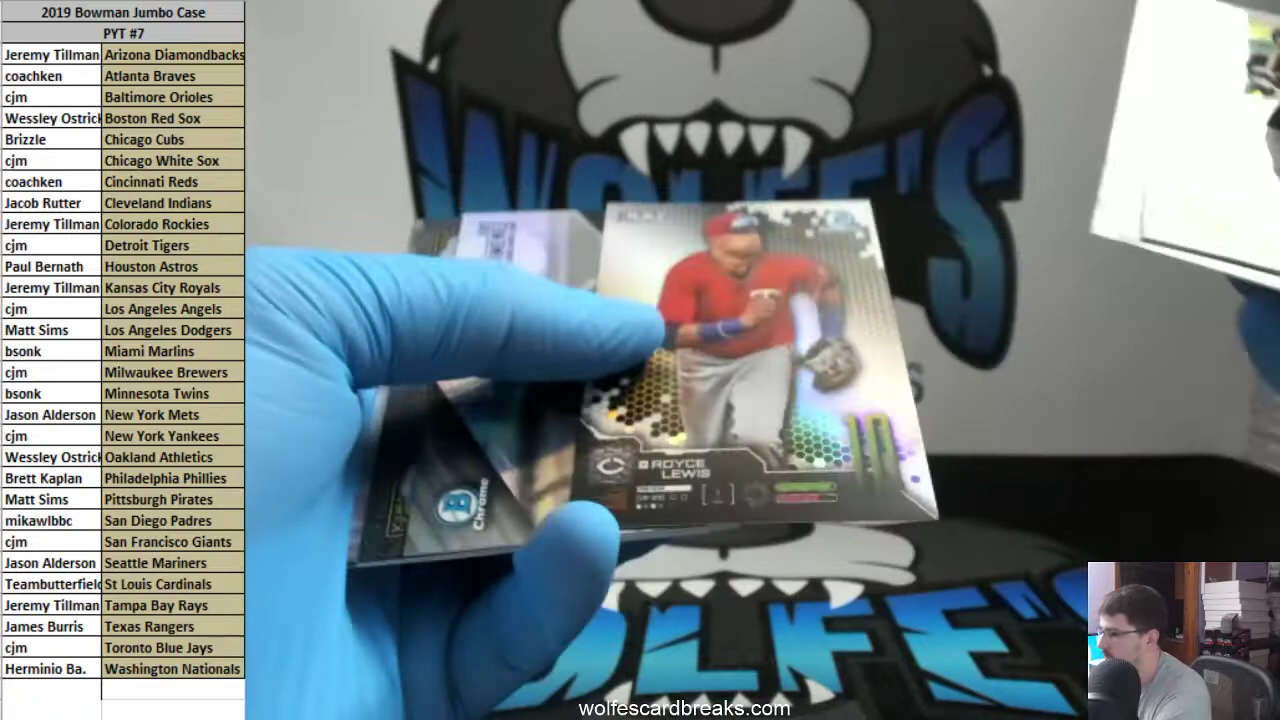 2019 Bowman Jumbo Case
PYT #7
Jeremy Tillman Arizona Diamondbacks
coachken Atlanta Braves
cjm Baltimore Orioles
Wessley Ostrick Boston Red Sox
Brizzle Chicago Cubs
cjm Chicago White Sox
coachken Cincinnati Reds
Jacob Rutter Cleveland Indians
Jeremy Tillman Colorado Rockies
cjm Detroit Tigers
Paul Bernath Houston Astros
Jeremy Tillman Kansas City Royals
cjm Los Angeles Angels
Matt Sims Los Angeles Dodgers
bsonk Miami Marlins
cjm Milwaukee Brewers
bsonk Minnesota Twins
Jason Alderson New York Mets
cjm New York Yankees
Wessley Ostrick Oakland Athletics
Brett Kaplan Philadelphia Phillies
Matt Sims Pittsburgh Pirates
mikawlbbc San Diego Padres
cjm San Francisco Giants
Jason Alderson Seattle Mariners
Teambutterfield St Louis Cardinals
Jeremy Tillman Tampa Bay Rays
James Burris Texas Rangers
cjm Toronto Blue Jays
Herminio Ba. Washington Nationals
WOLFE'S
ROYCE
LEWIS
B
Chrome
WOLFE'S
wolfescardbreaks.com